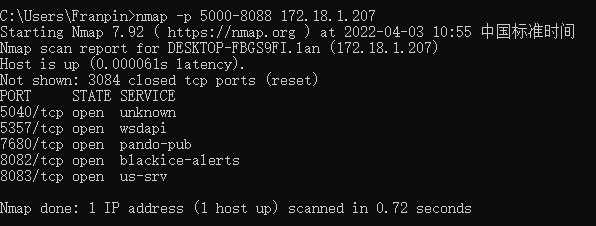 C:\Users\Franpin>nmap -p 5000-8088 172.18.1.207
Starting Nmap 7.92 ( https://nmap.org ) at 2022-04-03 10:55 中国标准时间
Nmap scan report for DESKTOP-FBGS9FI.lan (172.18.1.207)
Host is up (0.000061s latency).
Not shown: 3084 closed tcp ports (reset)
PORT     STATE SERVICE
5040/tcp open  unknown
5357/tcp open  wsdapi
7680/tcp open  pando-pub
8082/tcp open  blackice-alerts
8083/tcp open  us-srv
Nmap done: 1 IP address (1 host up) scanned in 0.72 seconds